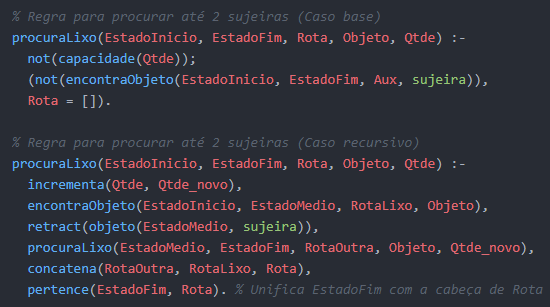 % Regra para procurar até 2 sujeiras (Caso base)
procuraLixo(EstadoInicio, EstadoFim, Rota, Objeto, Qtde) :-
  not(capacidade(Qtde));
  (not(encontraObjeto(EstadoInicio, EstadoFim, Aux, sujeira)),
  Rota = []).

% Regra para procurar até 2 sujeiras (Caso recursivo)
procuraLixo(EstadoInicio, EstadoFim, Rota, Objeto, Qtde) :-
  incrementa(Qtde, Qtde_novo),
  encontraObjeto(EstadoInicio, EstadoMedio, RotaLixo, Objeto),
  retract(objeto(EstadoMedio, sujeira)),
  procuraLixo(EstadoMedio, EstadoFim, RotaOutra, Objeto, Qtde_novo),
  concatena(RotaOutra, RotaLixo, Rota),
  pertence(EstadoFim, Rota). % Unifica EstadoFim com a cabeça de Rota